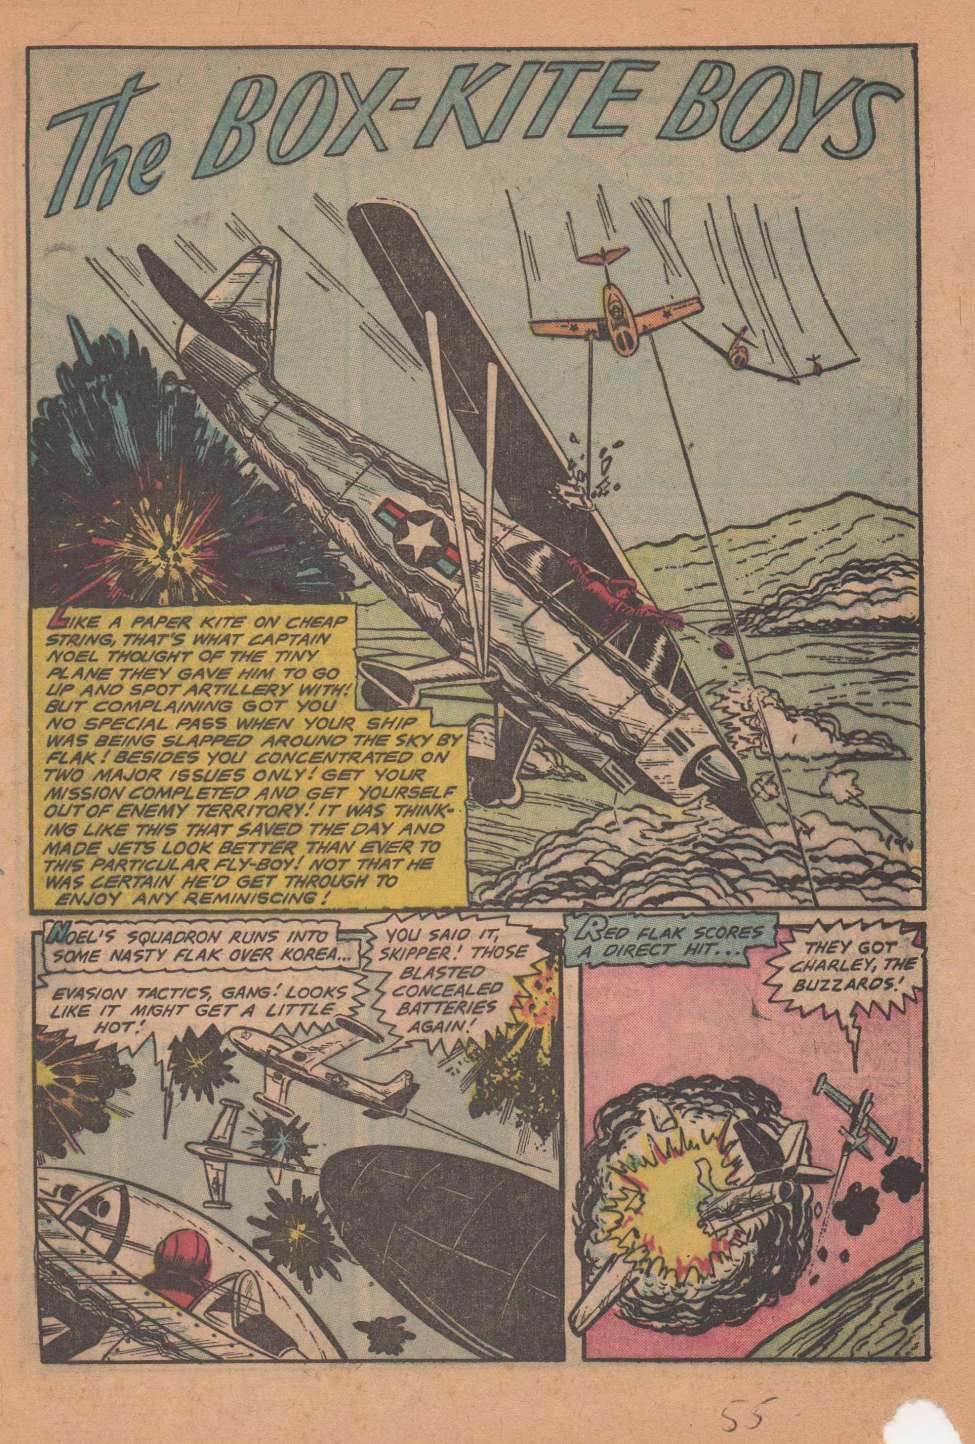 The BOX-KITE BOYS
LIKE A PAPER KITE ON CHEAP
STRING, THAT'S WHAT CAPTAIN
NOEL THOUGHT OF THE TINY
PLANE THEY GAVE HIM TO GO
UP AND SPOT ARTILLERY WITH!
BUT COMPLAINING GOT YOU
NO SPECIAL PASS WHEN YOUR SHIP
WAS BEING SLAPPED AROUND THE SKY BY
FLAK! BESIDES YOU CONCENTRATED ON
TWO MAJOR ISSUES ONLY! GET YOUR
MISSION COMPLETED AND GET YOURSELF
OUT OF ENEMY TERRITORY! IT WAS THINK-
ING LIKE THIS THAT SAVED THE DAY AND
MADE JETS LOOK BETTER THAN EVER TO
THIS PARTICULAR FLY-BOY! NOT THAT HE
WAS CERTAIN HE'D GET THROUGH TO
ENJOY ANY REMINISCING!
NOEL'S SQUADRON RUNS INTO
SOME NASTY FLAK OVER KOREA...
EVASION TACTICS, GANG! LOOKS
LIKE IT MIGHT GET A LITTLE
HOT!
YOU SAID IT,
SKIPPER! THOSE
BLASTED
CONCEALED
BATTERIES
AGAIN!
RED FLAK SCORES
A DIRECT HIT...
THEY GOT
CHARLEY, THE
BUZZARDS!
55